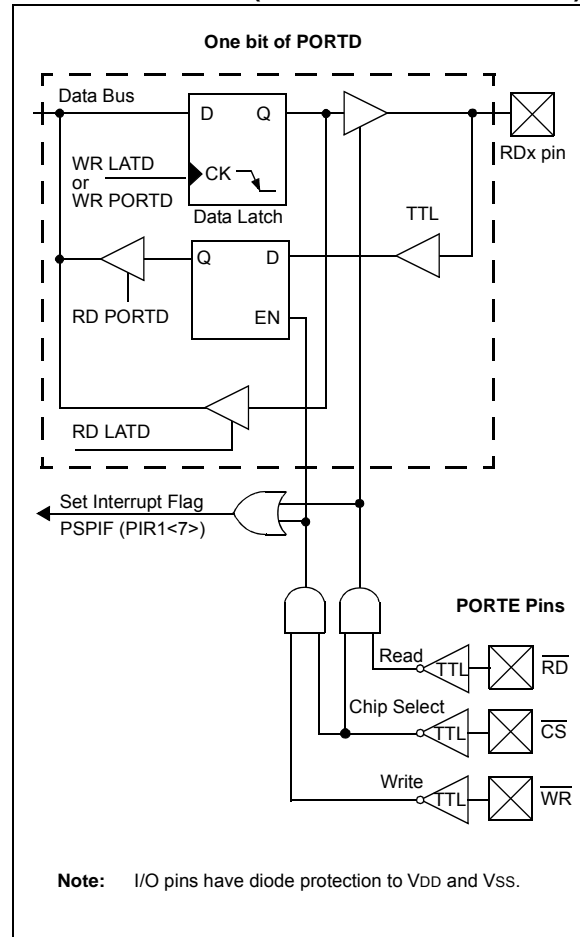 One bit of PORTD
Data Bus
D Q
RDx pin
WR LATD
or
WR PORTD
CK
Data Latch
TTL
Q D
EN
RD PORTD
RD LATD
Set Interrupt Flag
PSPIF (PIR1<7>)
PORTE Pins
Read
TTL
RD
Chip Select
TTL
CS
Write
TTL
WR
Note: I/O pins have diode protection to VDD and VSS.